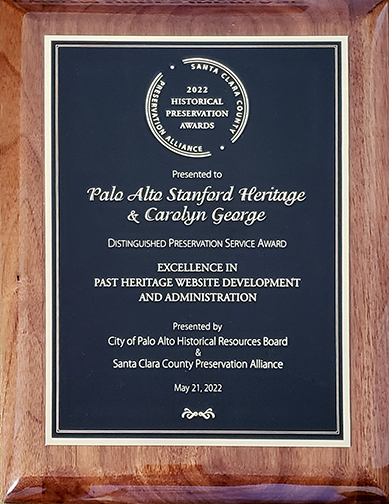 SANTA CLARA COUNTY
PRESERVATION ALLIANCE
2022
HISTORICAL
PRESERVATION
AWARDS
Presented to
Palo Alto Stanford Heritage
& Carolyn George
DISTINGUISHED PRESERVATION SERVICE AWARD
EXCELLENCE IN
PAST HERITAGE WEBSITE DEVELOPMENT
AND ADMINISTRATION
Presented by
City of Palo Alto Historical Resources Board
&
Santa Clara County Preservation Alliance
May 21, 2022